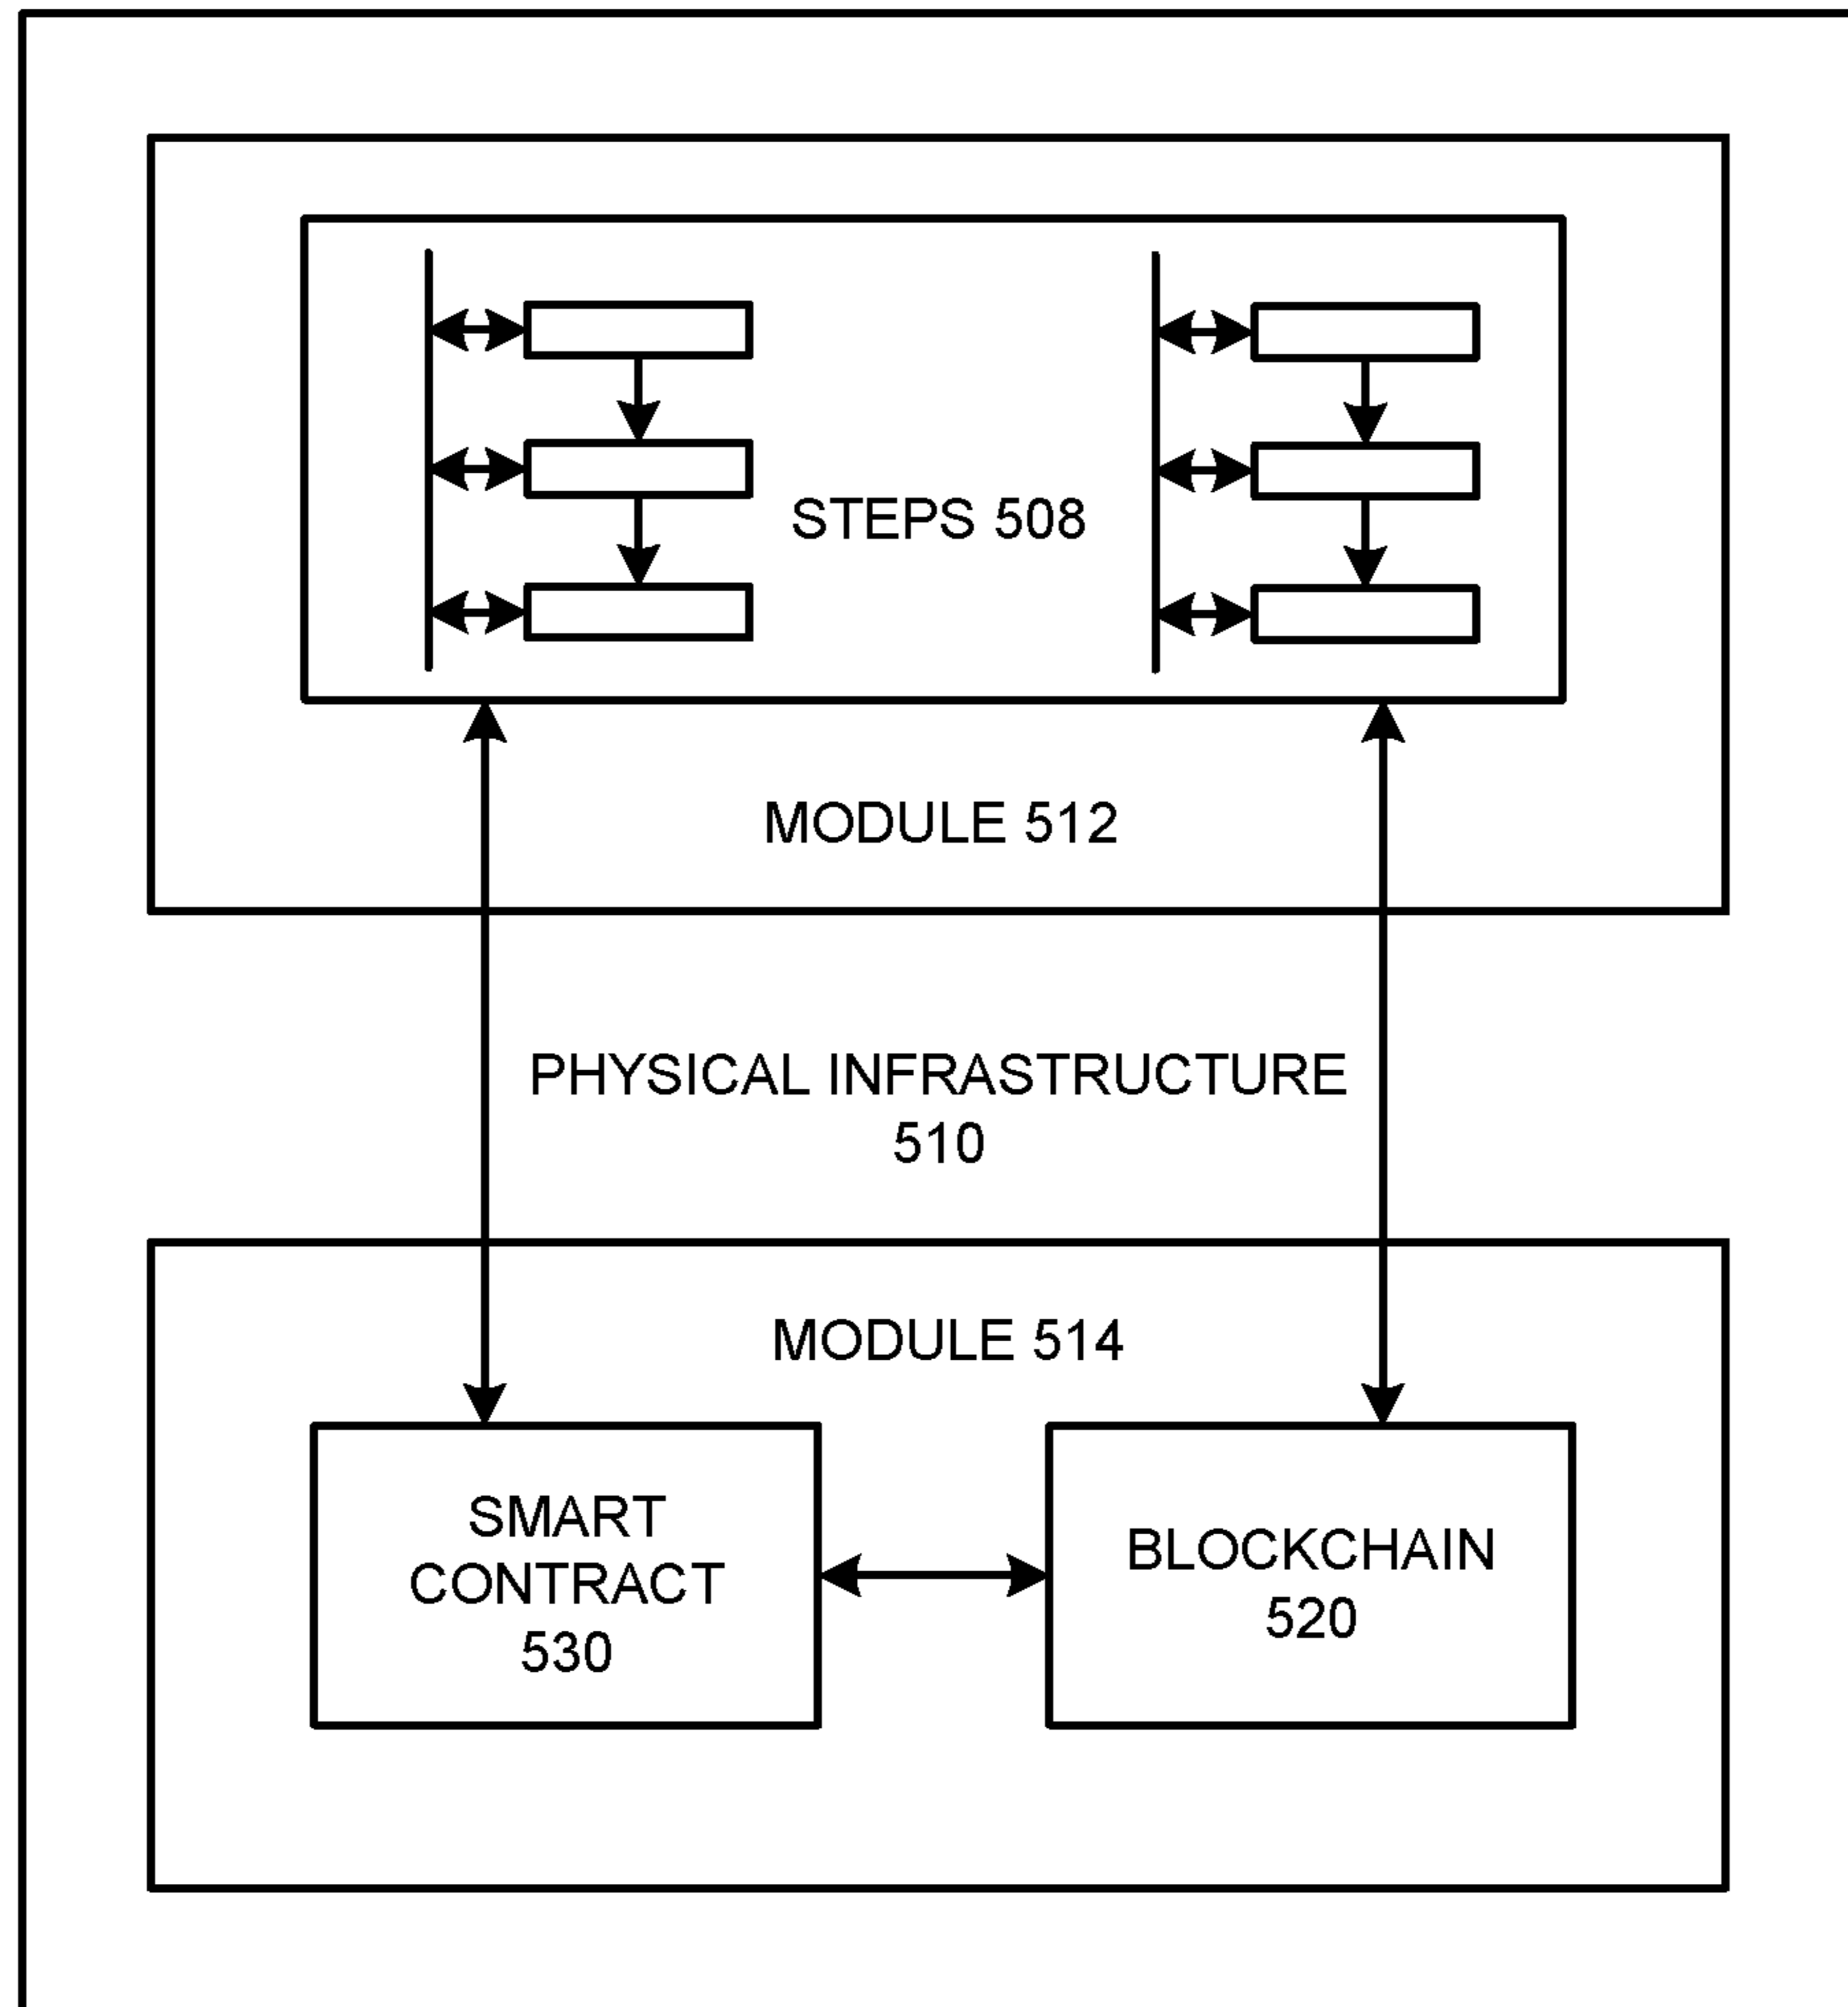 STEPS 508
MODULE 512
PHYSICAL INFRASTRUCTURE
510
MODULE 514
SMART
CONTRACT
530
BLOCKCHAIN
520